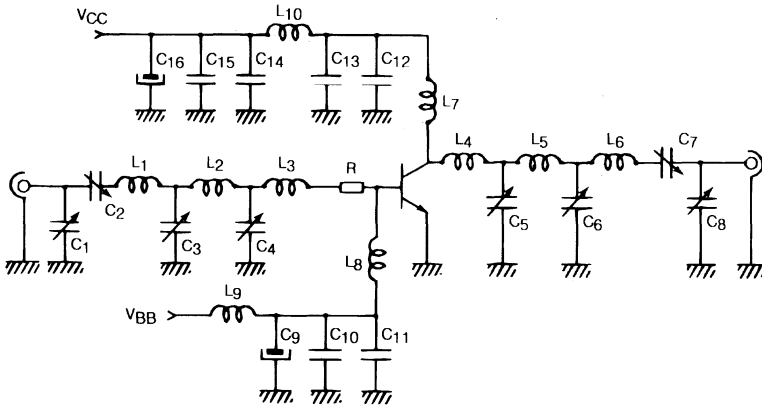 L10
VCC
C16 C15 C14 C13 C12
L7
L1 L2 L3 R L4 L5 L6 C7
C2
C1 C3 C4 C5 C6 C8
L8
L9
VBB
C9 C10 C11